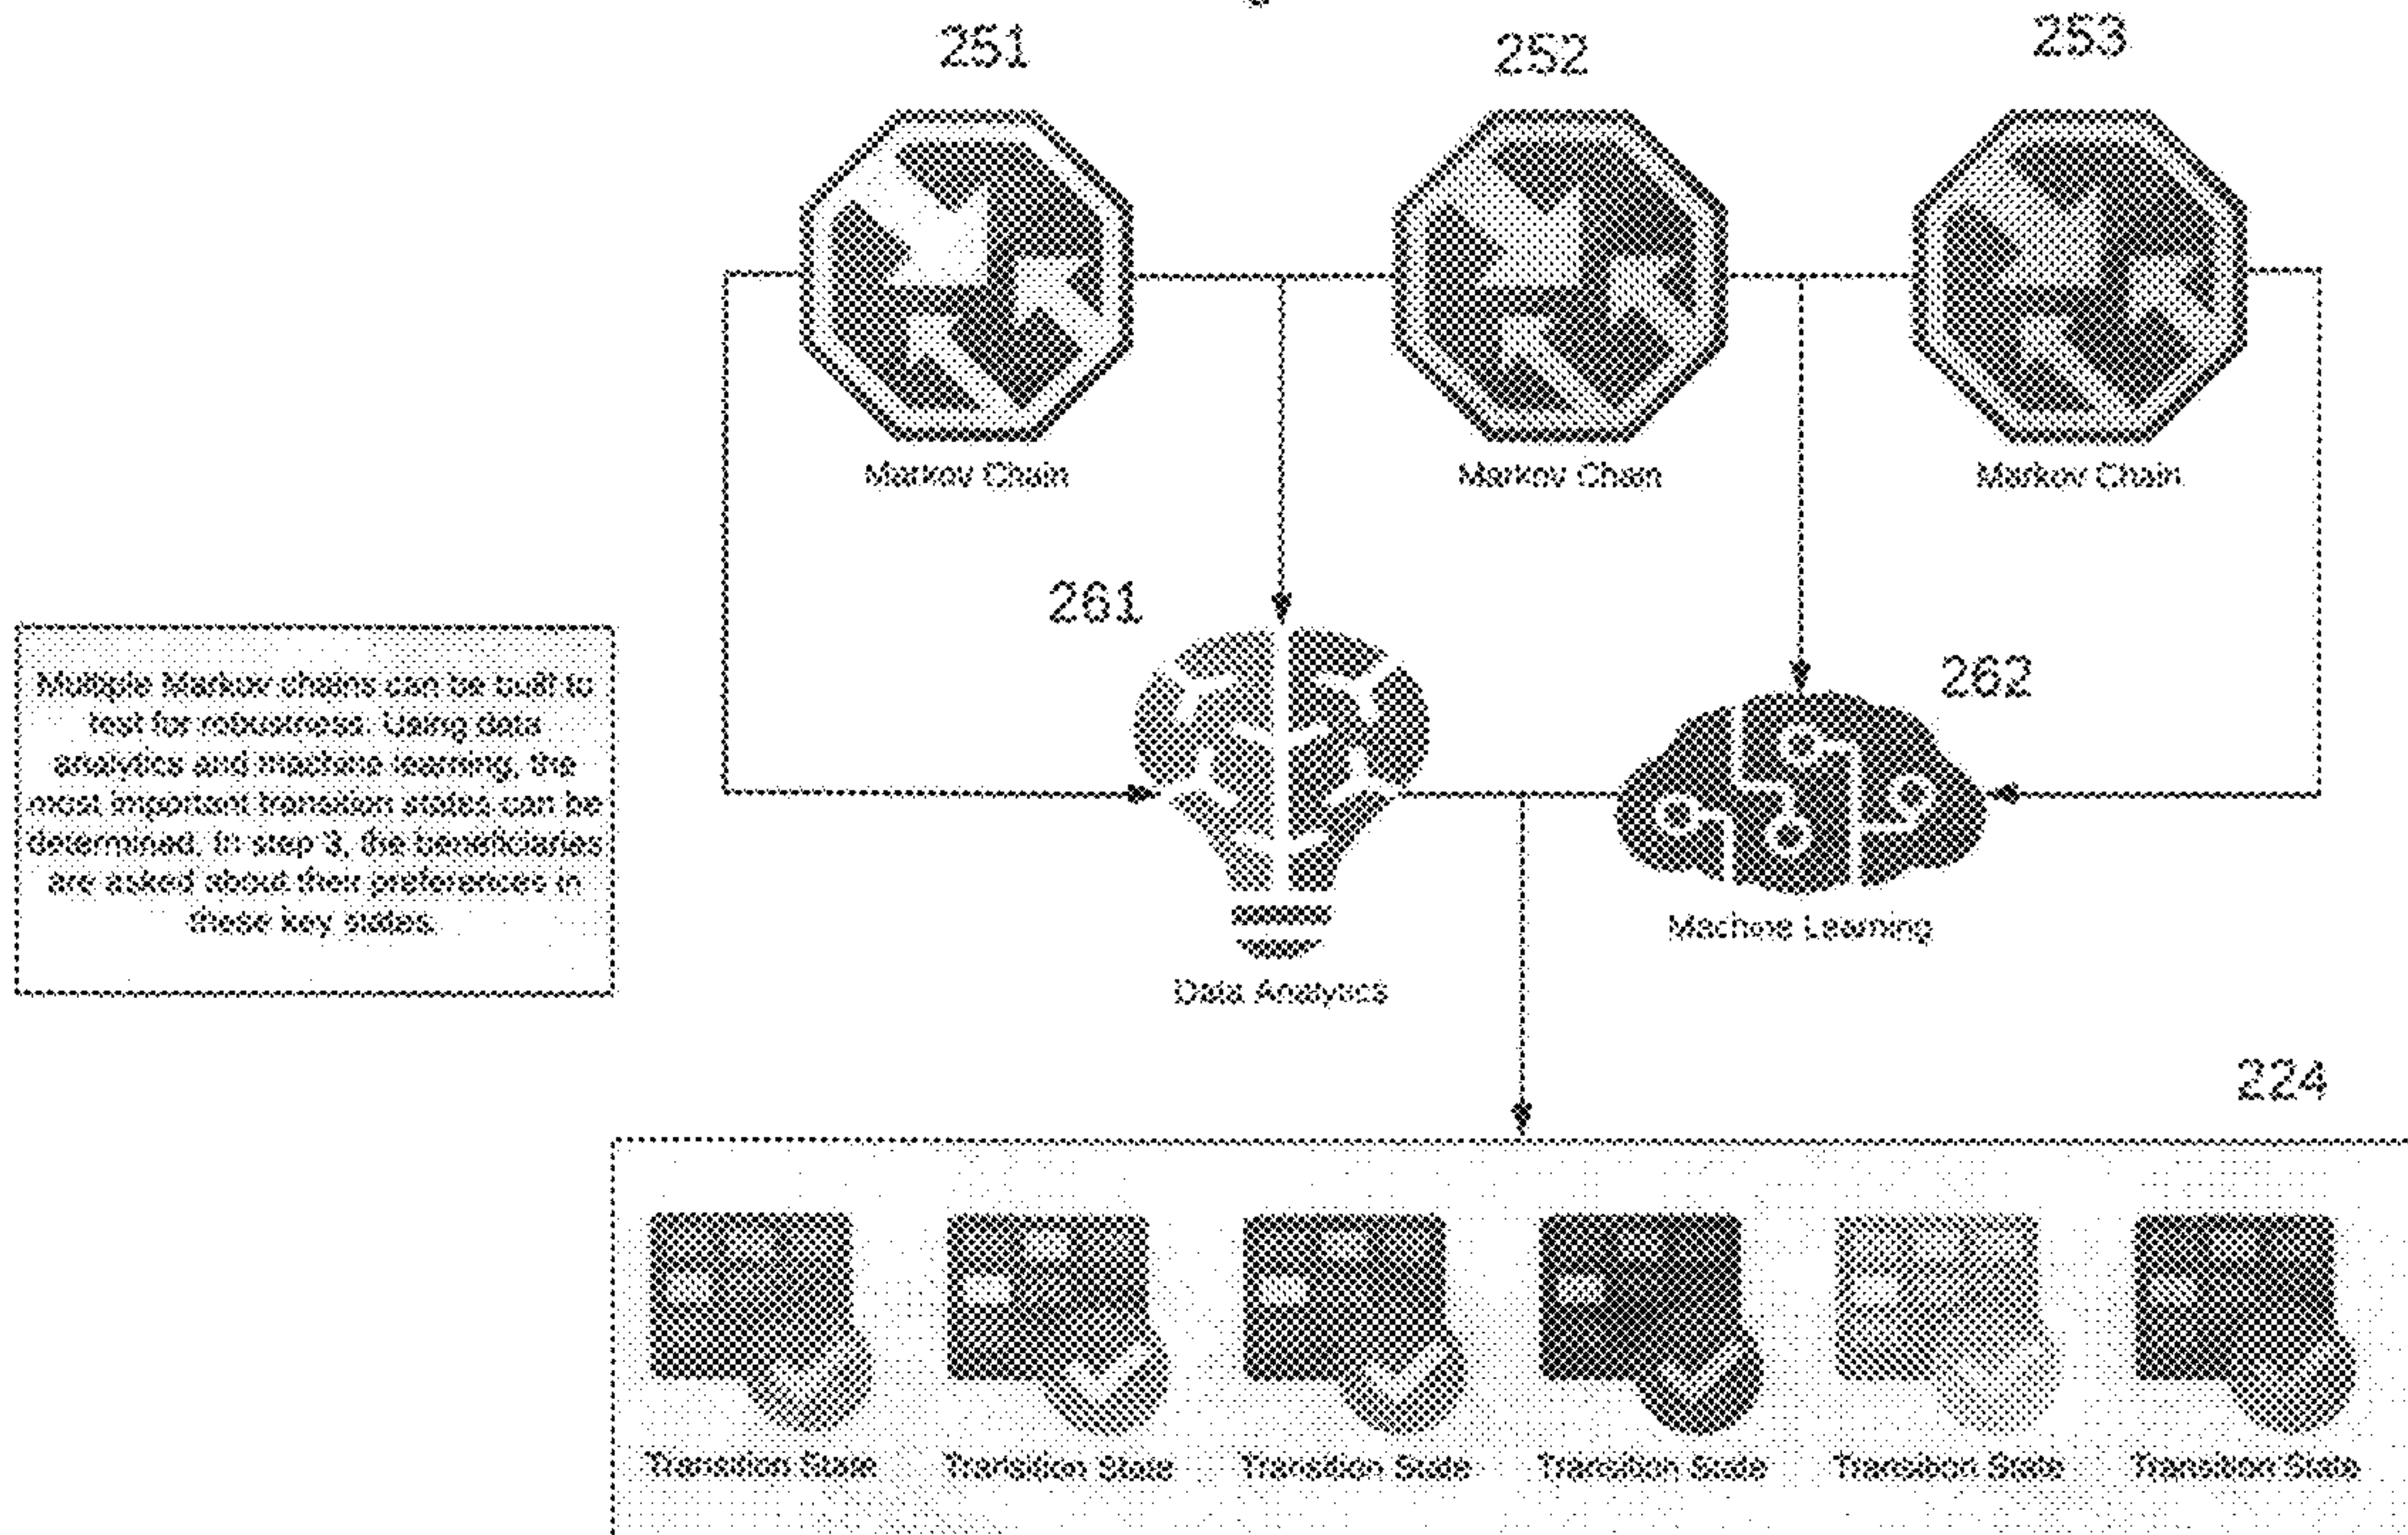 251
252
253
Markov Chain
Markov Chain
Markov Chain
261
262
Multiple Markov chains can be built to
test for robustness. Using data
analytics and machine learning, the
most important transition states can be
determined. In step 3, the beneficiaries
are asked about their preferences in
these key states.
Machine Learning
Data Analytics
224
Transition State
Transition State
Transition State
Transition State
Transition State
Transition State